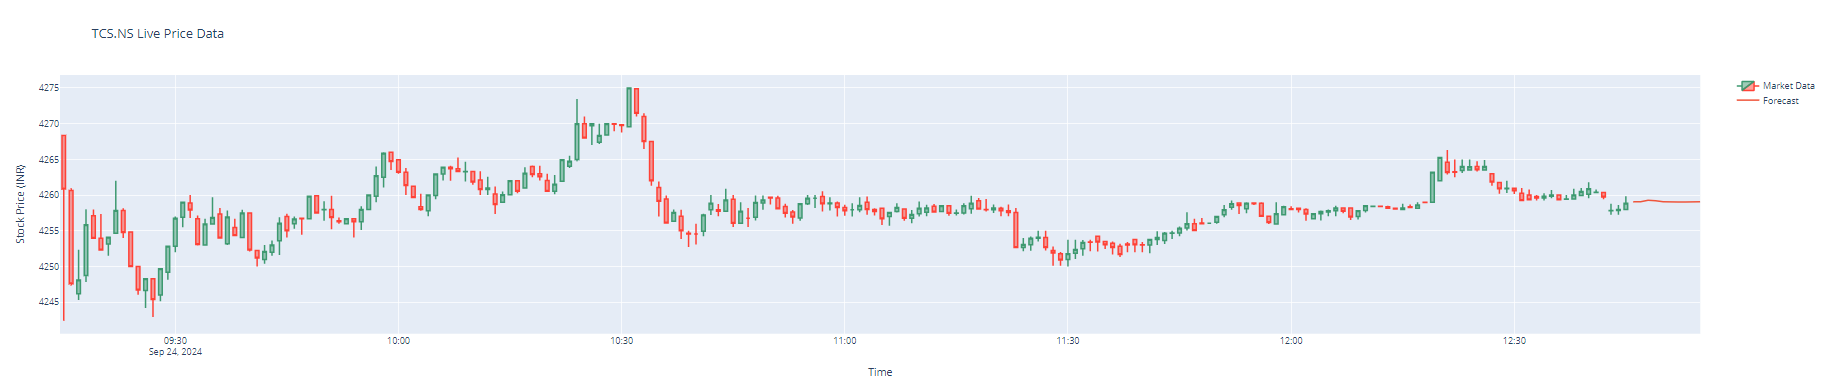 TCS.NS Live Price Data
Market Data
Forecast
Stock Price (INR)
4275
4270
4265
4260
4255
4250
4245
09:30
Sep 24, 2024
10:00
10:30
11:00
11:30
12:00
12:30
Time